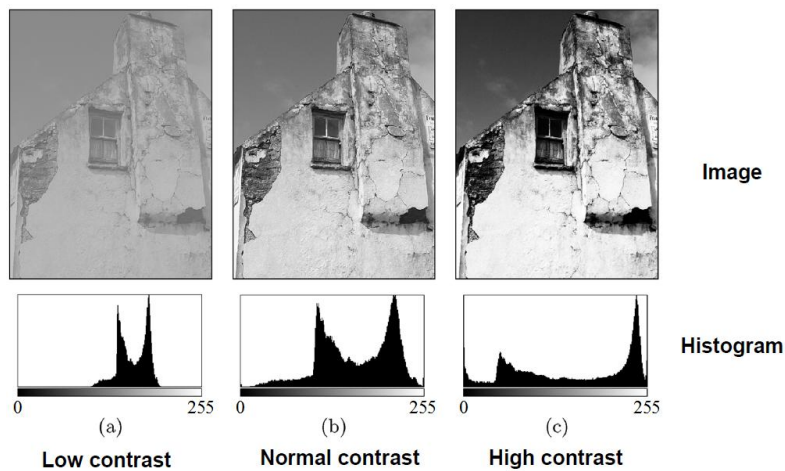 Image
Histogram
0 255 0 255 0 255
(a) (b) (c)
Low contrast Normal contrast High contrast